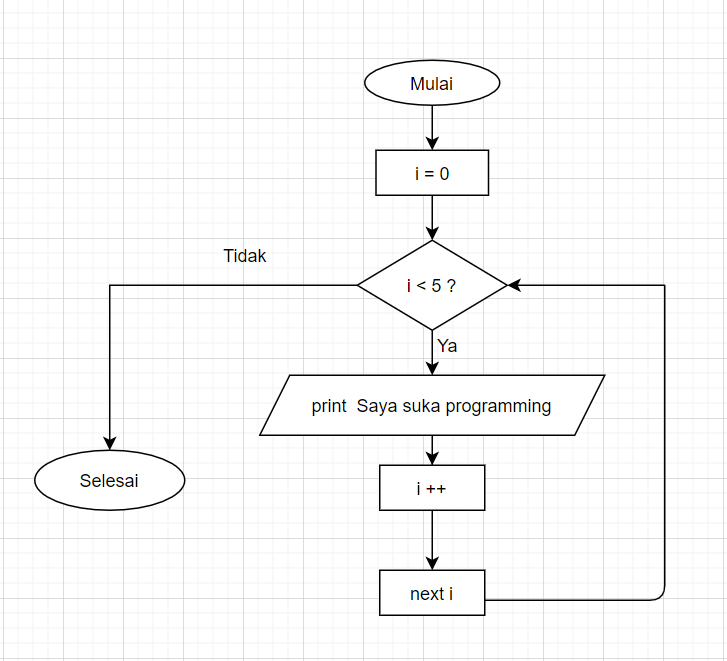 Mulai
i = 0
Tidak
i < 5 ?
Ya
print  Saya suka programming
Selesai
i ++
next i